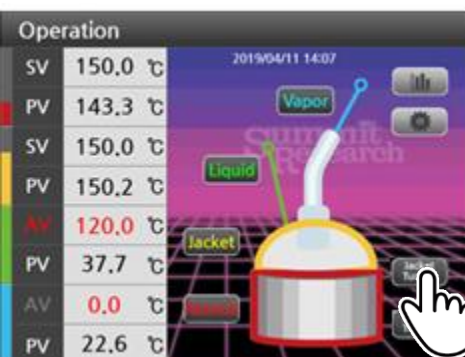 Operation
SV 150.0 ℃
PV 143.3 ℃
SV 150.0 ℃
PV 150.2 ℃
AV 120.0 ℃
PV 37.7 ℃
AV 0.0 ℃
PV 22.6 ℃
2019/04/11 14:07
Vapor
Summit
Research
Liquid
Jacket
Jacket